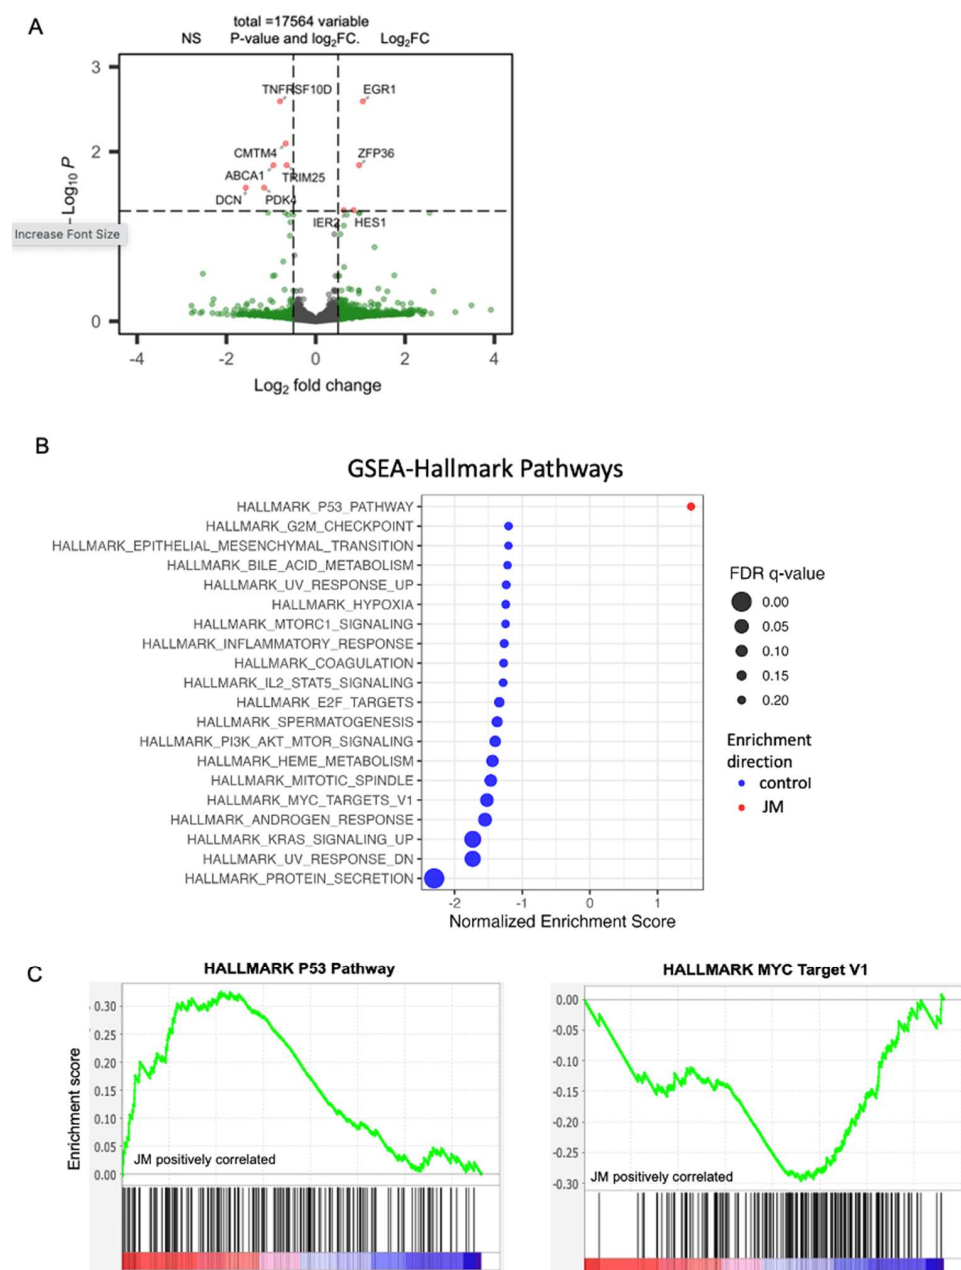 A
total =17564 variable
NS P-value and log2FC. Log2FC
3
TNFRSF10D EGR1
2
CMTM4 ZFP36
ABCA1 TRIM25
DCN PDK4
IER2 HES1
Increase Font Size
0
-Log10 P
-4 -2 0 2 4
Log2 fold change
B
GSEA-Hallmark Pathways
HALLMARK_P53_PATHWAY
HALLMARK_G2M_CHECKPOINT
HALLMARK_EPITHELIAL_MESENCHYMAL_TRANSITION
HALLMARK_BILE_ACID_METABOLISM
HALLMARK_UV_RESPONSE_UP
HALLMARK_HYPOXIA
HALLMARK_MTORC1_SIGNALING
HALLMARK_INFLAMMATORY_RESPONSE
HALLMARK_COAGULATION
HALLMARK_IL2_STAT5_SIGNALING
HALLMARK_E2F_TARGETS
HALLMARK_SPERMATOGENESIS
HALLMARK_PI3K_AKT_MTOR_SIGNALING
HALLMARK_HEME_METABOLISM
HALLMARK_MITOTIC_SPINDLE
HALLMARK_MYC_TARGETS_V1
HALLMARK_ANDROGEN_RESPONSE
HALLMARK_KRAS_SIGNALING_UP
HALLMARK_UV_RESPONSE_DN
HALLMARK_PROTEIN_SECRETION
-2 -1 0 1
Normalized Enrichment Score
FDR q-value
0.00
0.05
0.10
0.15
0.20
Enrichment
direction
control
JM
C
HALLMARK P53 Pathway
Enrichment score
0.30
0.25
0.20
0.15
0.10
0.05
0.00
JM positively correlated
HALLMARK MYC Target V1
0.00
-0.05
-0.10
-0.15
-0.20
-0.25
-0.30
JM positively correlated